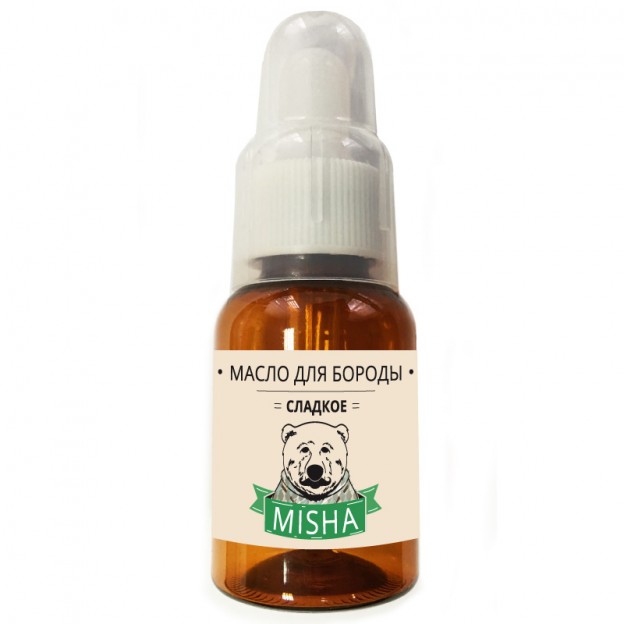 • МАСЛО ДЛЯ БОРОДЫ •
= СЛАДКОЕ =
MISHA